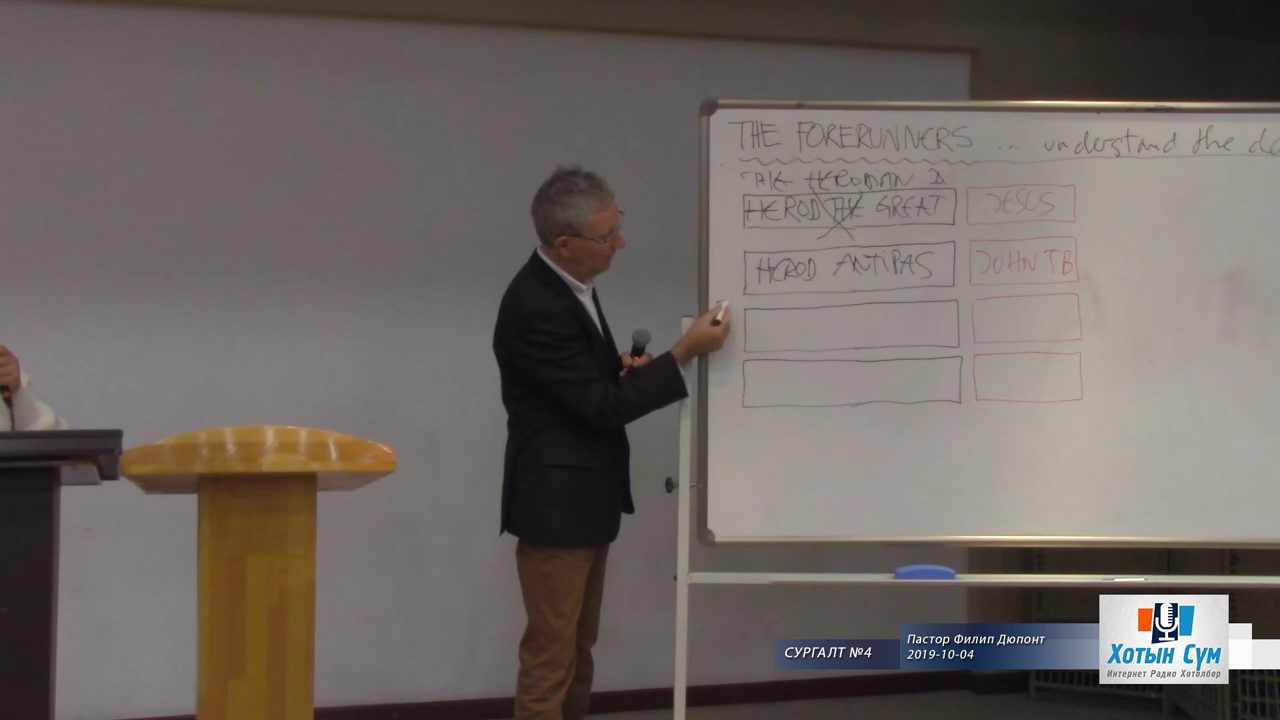 THE FORERUNNERS ... understand the de
HEROD THE GREAT JESUS
HEROD ANTIPAS JOHN TB
СУРГАЛТ №4
Пастор Филип Дюпонт
2019-10-04
Хотын Сүм
Интернет Радио Хөтөлбөр